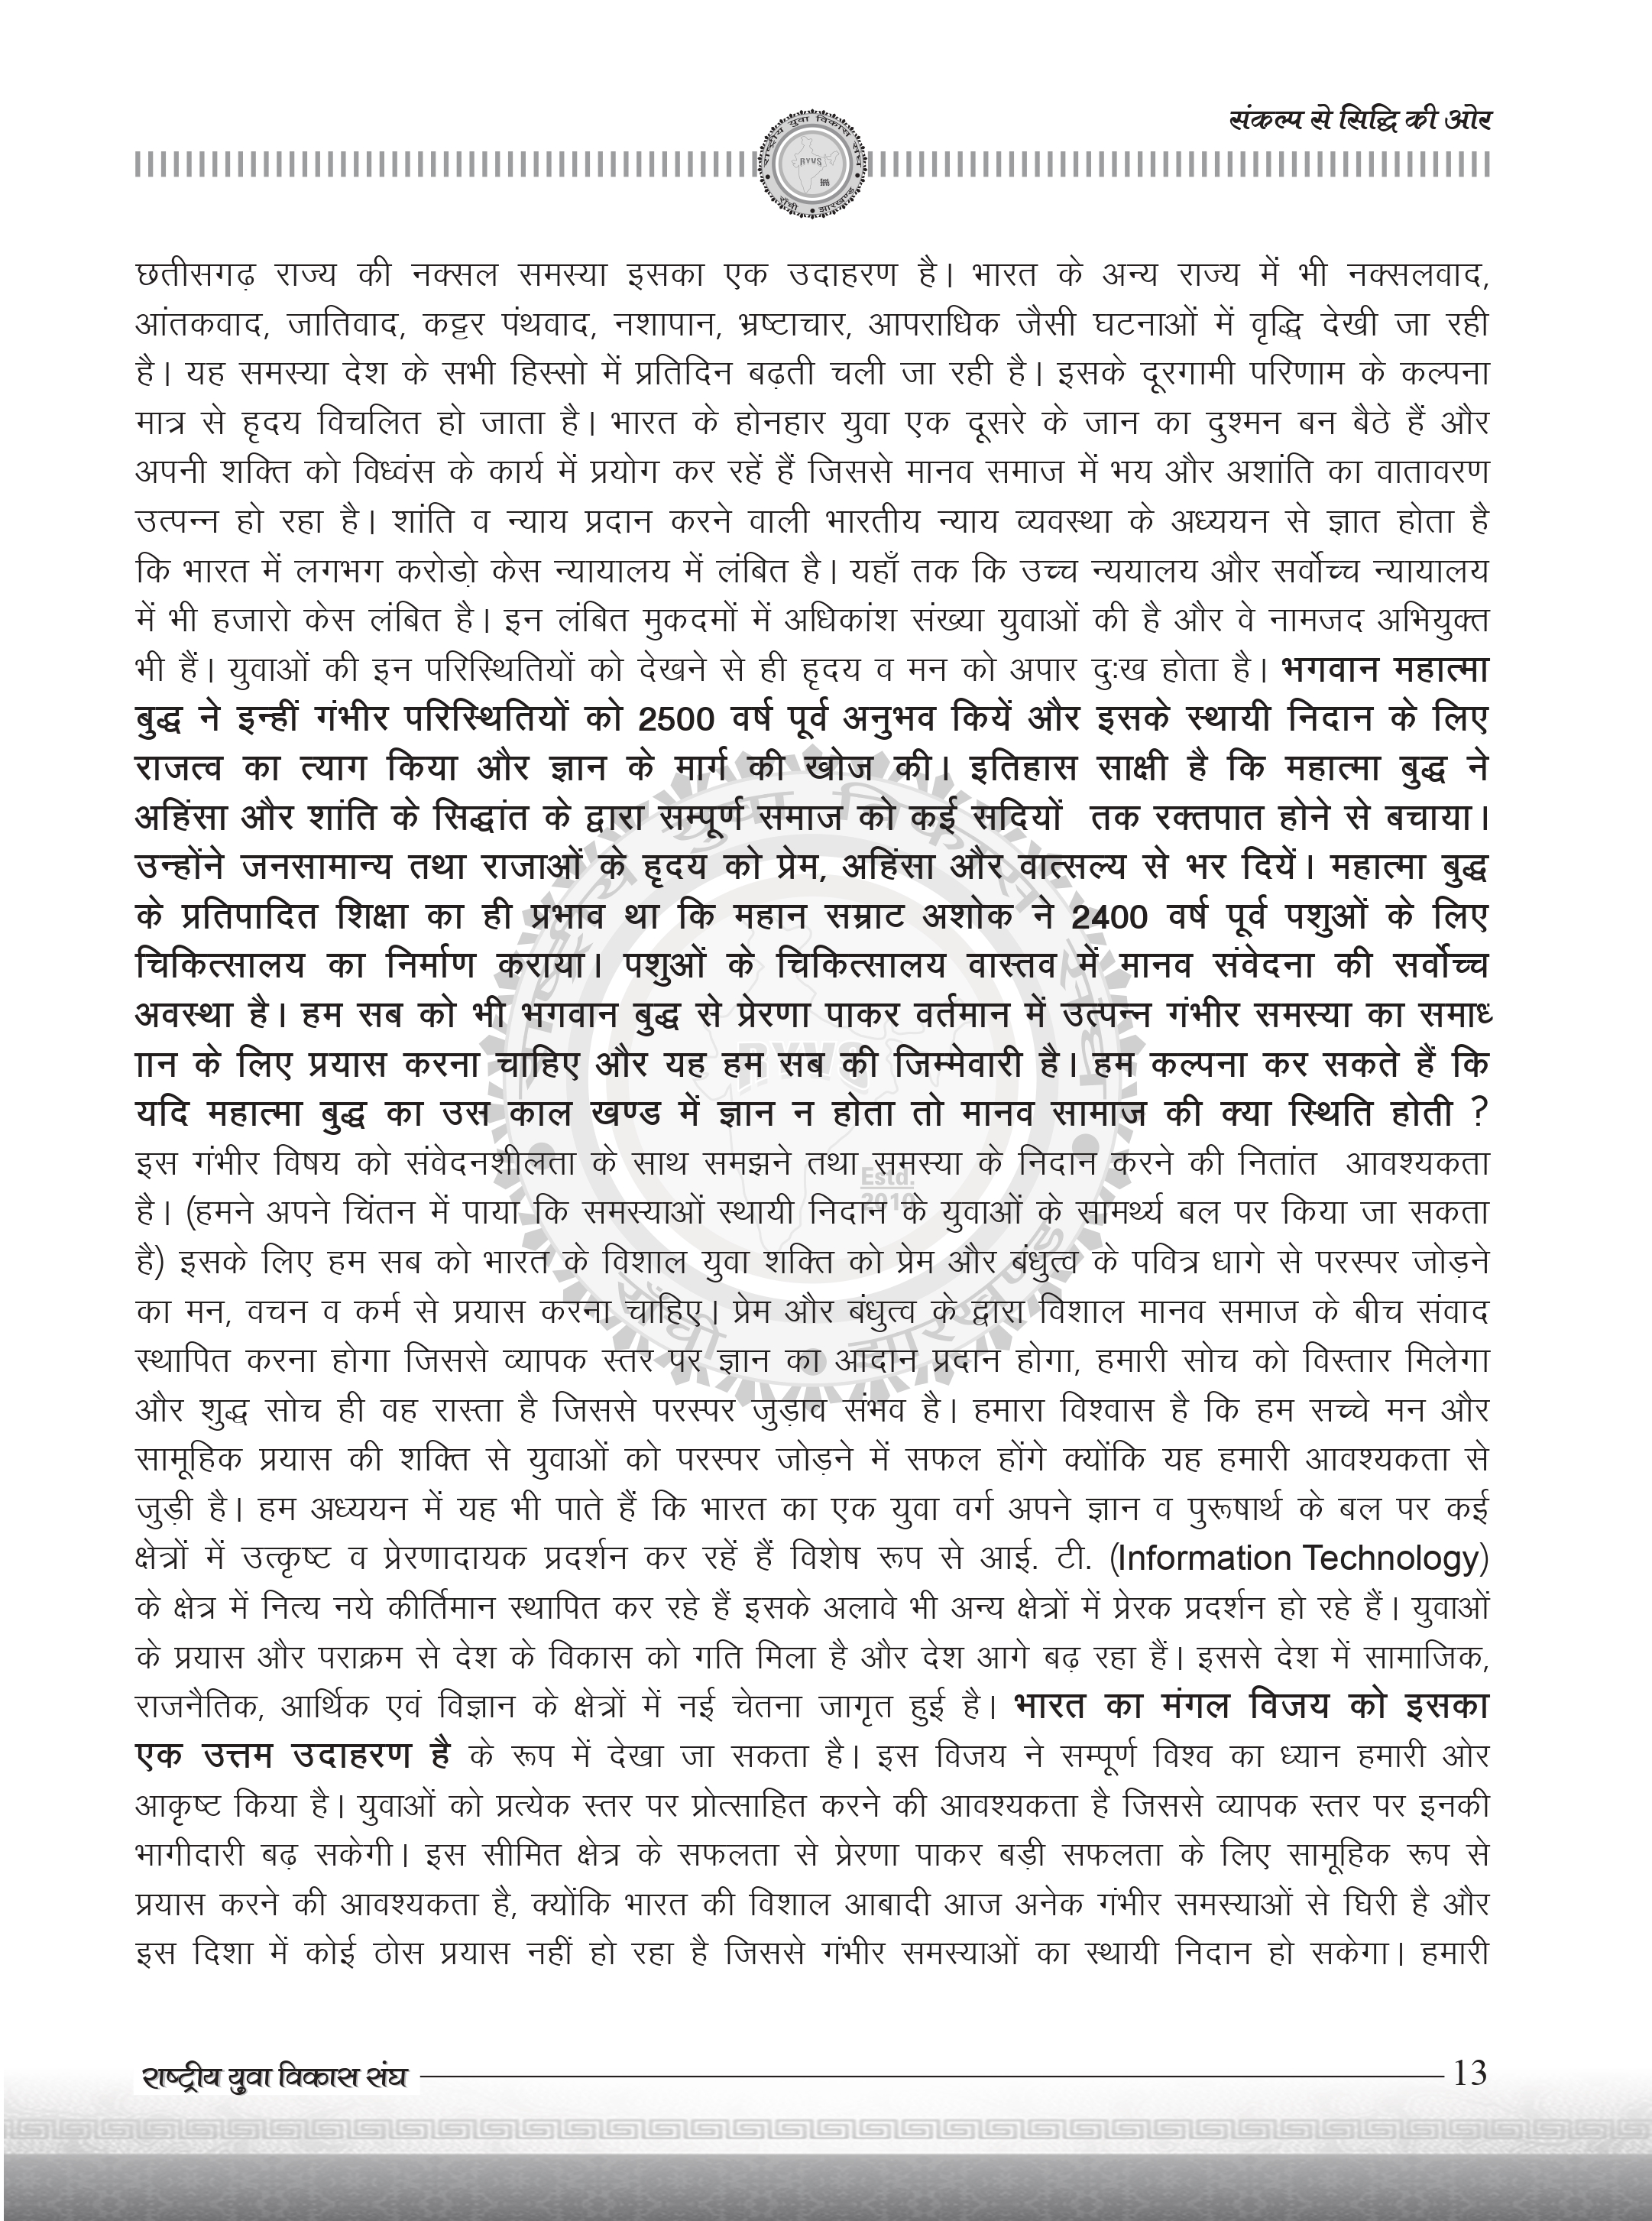 संकल्प से सिद्धि की ओर
राष्ट्रीय युवा विकास संघ
RYVS
राँची • झारखण्ड
छतीसगढ़ राज्य की नक्सल समस्या इसका एक उदाहरण है। भारत के अन्य राज्य में भी नक्सलवाद,
आंतकवाद, जातिवाद, कट्टर पंथवाद, नशापान, भ्रष्टाचार, आपराधिक जैसी घटनाओं में वृद्धि देखी जा रही
है। यह समस्या देश के सभी हिस्सो में प्रतिदिन बढ़ती चली जा रही है। इसके दूरगामी परिणाम के कल्पना
मात्र से हृदय विचलित हो जाता है। भारत के होनहार युवा एक दूसरे के जान का दुश्मन बन बैठे हैं और
अपनी शक्ति को विध्वंस के कार्य में प्रयोग कर रहें हैं जिससे मानव समाज में भय और अशांति का वातावरण
उत्पन्न हो रहा है। शांति व न्याय प्रदान करने वाली भारतीय न्याय व्यवस्था के अध्ययन से ज्ञात होता है
कि भारत में लगभग करोडो़ केस न्यायालय में लंबित है। यहाँ तक कि उच्च न्ययालय और सर्वोच्च न्यायालय
में भी हजारो केस लंबित है। इन लंबित मुकदमों में अधिकांश संख्या युवाओं की है और वे नामजद अभियुक्त
भी हैं। युवाओं की इन परिस्थितियों को देखने से ही हृदय व मन को अपार दुःख होता है। भगवान महात्मा
बुद्ध ने इन्हीं गंभीर परिस्थितियों को 2500 वर्ष पूर्व अनुभव कियें और इसके स्थायी निदान के लिए
राजत्व का त्याग किया और ज्ञान के मार्ग की खोज की। इतिहास साक्षी है कि महात्मा बुद्ध ने
अहिंसा और शांति के सिद्धांत के द्वारा सम्पूर्ण समाज को कई सदियों तक रक्तपात होने से बचाया।
उन्होंने जनसामान्य तथा राजाओं के हृदय को प्रेम, अहिंसा और वात्सल्य से भर दियें। महात्मा बुद्ध
के प्रतिपादित शिक्षा का ही प्रभाव था कि महान सम्राट अशोक ने 2400 वर्ष पूर्व पशुओं के लिए
चिकित्सालय का निर्माण कराया। पशुओं के चिकित्सालय वास्तव में मानव संवेदना की सर्वोच्च
अवस्था है। हम सब को भी भगवान बुद्ध से प्रेरणा पाकर वर्तमान में उत्पन्न गंभीर समस्या का समाध
ान के लिए प्रयास करना चाहिए और यह हम सब की जिम्मेवारी है। हम कल्पना कर सकते हैं कि
यदि महात्मा बुद्ध का उस काल खण्ड में ज्ञान न होता तो मानव सामाज की क्या स्थिति होती ?
इस गंभीर विषय को संवेदनशीलता के साथ समझने तथा समस्या के निदान करने की नितांत आवश्यकता
है। (हमने अपने चिंतन में पाया कि समस्याओं स्थायी निदान के युवाओं के सामर्थ्य बल पर किया जा सकता
है) इसके लिए हम सब को भारत के विशाल युवा शक्ति को प्रेम और बंधुत्व के पवित्र धागे से परस्पर जोड़ने
का मन, वचन व कर्म से प्रयास करना चाहिए। प्रेम और बंधुत्व के द्वारा विशाल मानव समाज के बीच संवाद
स्थापित करना होगा जिससे व्यापक स्तर पर ज्ञान का आदान प्रदान होगा, हमारी सोच को विस्तार मिलेगा
और शुद्ध सोच ही वह रास्ता है जिससे परस्पर जुड़ाव संभव है। हमारा विश्वास है कि हम सच्चे मन और
सामूहिक प्रयास की शक्ति से युवाओं को परस्पर जोड़ने में सफल होंगे क्योंकि यह हमारी आवश्यकता से
जुड़ी है। हम अध्ययन में यह भी पाते हैं कि भारत का एक युवा वर्ग अपने ज्ञान व पुरूषार्थ के बल पर कई
क्षेत्रों में उत्कृष्ट व प्रेरणादायक प्रदर्शन कर रहें हैं विशेष रूप से आई. टी. (Information Technology)
के क्षेत्र में नित्य नये कीर्तिमान स्थापित कर रहे हैं इसके अलावे भी अन्य क्षेत्रों में प्रेरक प्रदर्शन हो रहे हैं। युवाओं
के प्रयास और पराक्रम से देश के विकास को गति मिला है और देश आगे बढ़ रहा हैं। इससे देश में सामाजिक,
राजनैतिक, आर्थिक एवं विज्ञान के क्षेत्रों में नई चेतना जागृत हुई है। भारत का मंगल विजय को इसका
एक उत्तम उदाहरण है के रूप में देखा जा सकता है। इस विजय ने सम्पूर्ण विश्व का ध्यान हमारी ओर
आकृष्ट किया है। युवाओं को प्रत्येक स्तर पर प्रोत्साहित करने की आवश्यकता है जिससे व्यापक स्तर पर इनकी
भागीदारी बढ़ सकेगी। इस सीमित क्षेत्र के सफलता से प्रेरणा पाकर बड़ी सफलता के लिए सामूहिक रूप से
प्रयास करने की आवश्यकता है, क्योंकि भारत की विशाल आबादी आज अनेक गंभीर समस्याओं से घिरी है और
इस दिशा में कोई ठोस प्रयास नहीं हो रहा है जिससे गंभीर समस्याओं का स्थायी निदान हो सकेगा। हमारी
राष्ट्रीय युवा विकास संघ
RYVS
Estd.
2010
राँची • झारखण्ड
राष्ट्रीय युवा विकास संघ 13